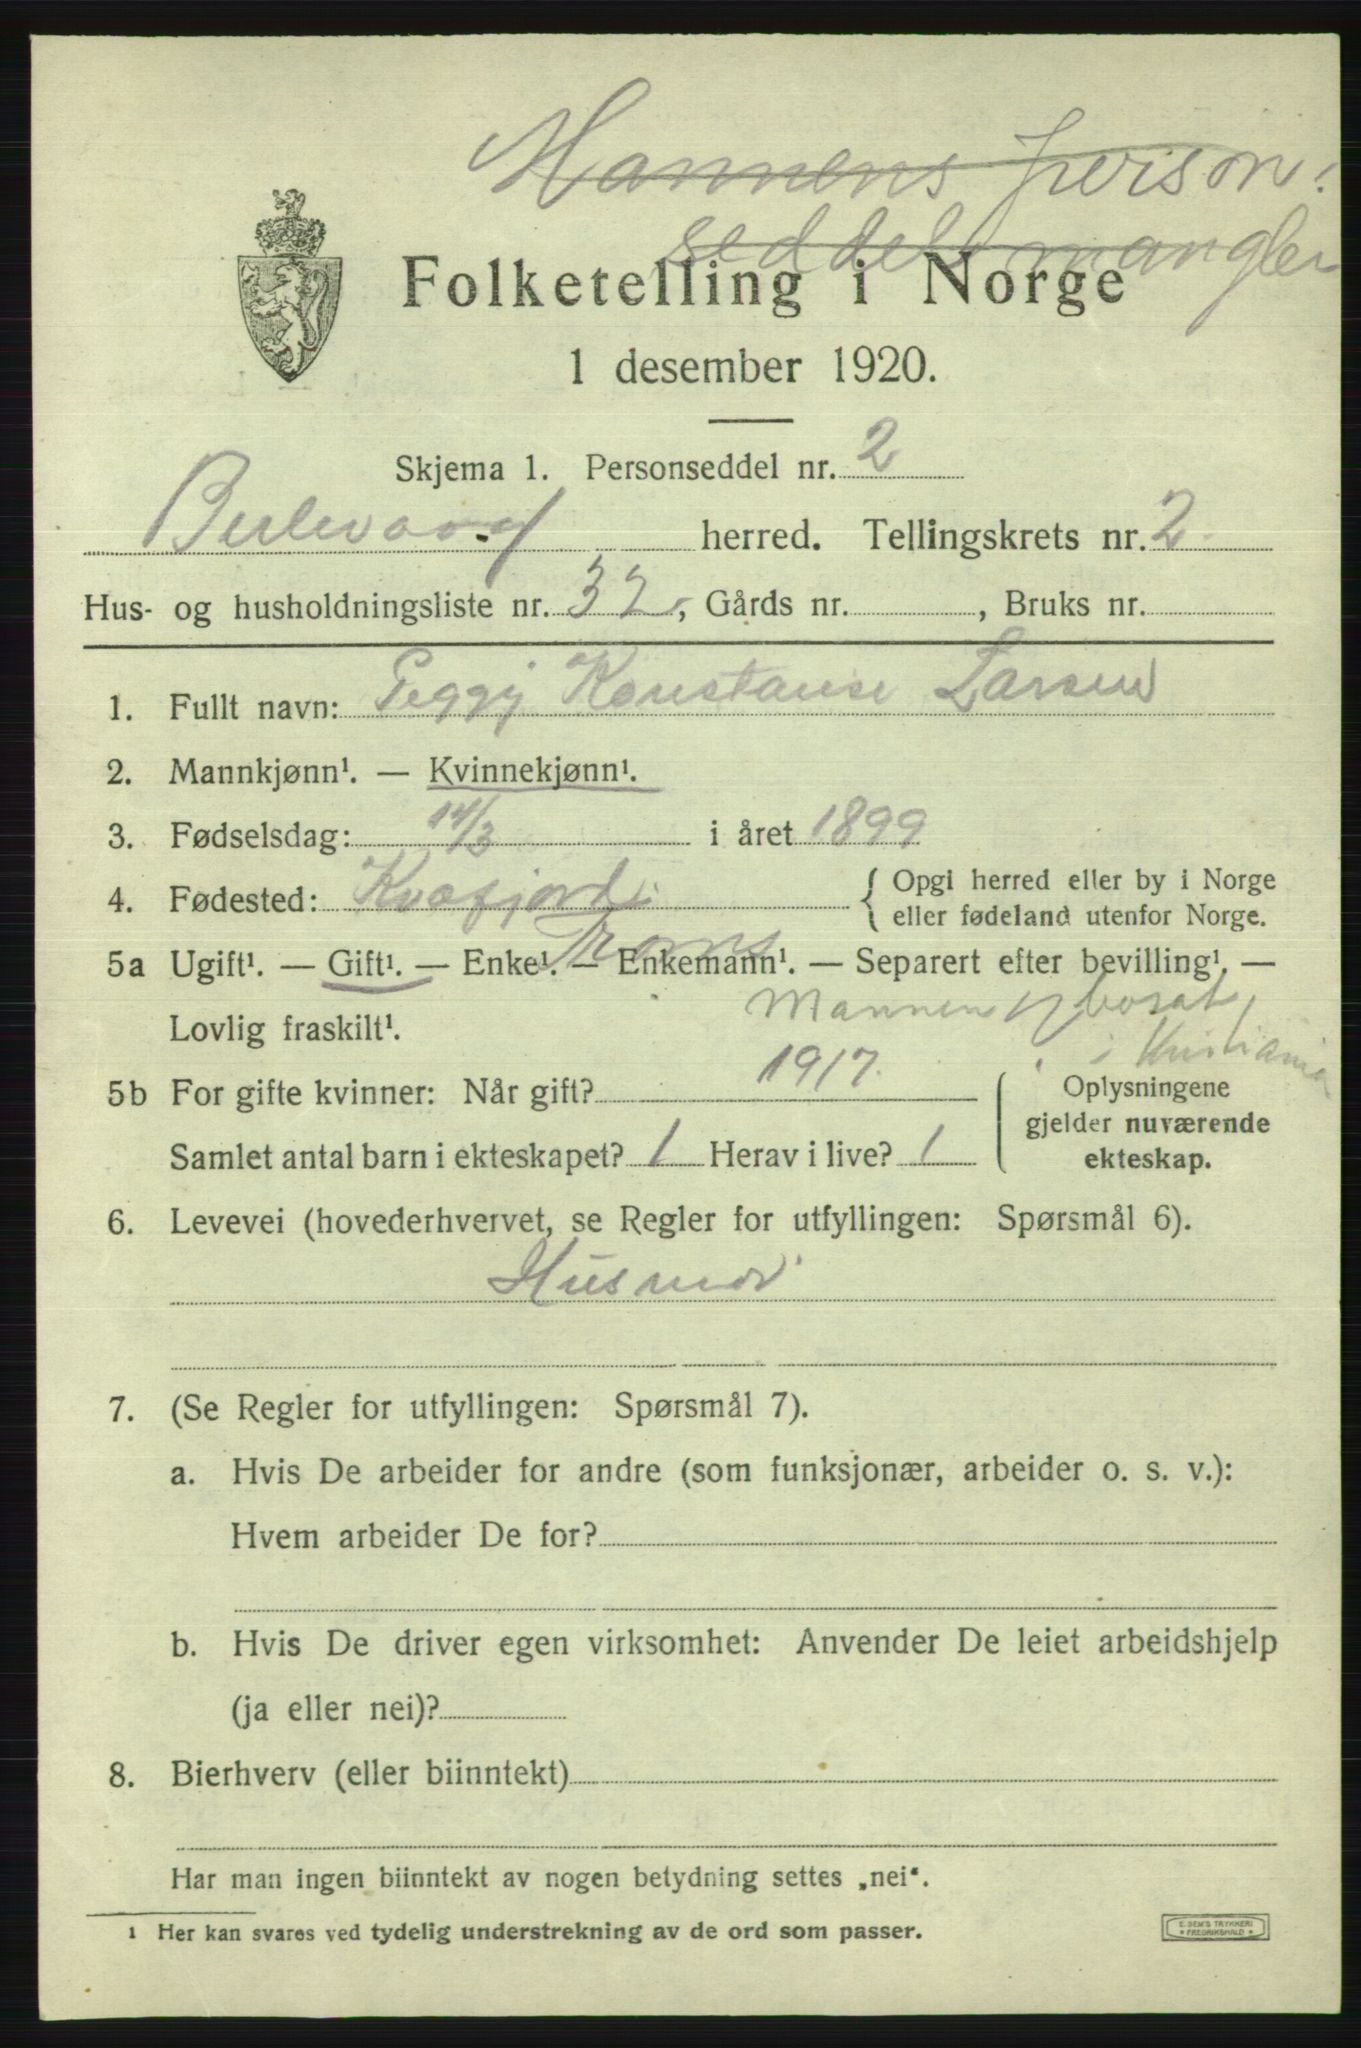 Mannens person-
seddel mangler
Folketelling i Norge
1 desember 1920.
Skjema 1. Personseddel nr. 2
Berlevaag herred. Tellingskrets nr. 2.
Hus- og husholdningsliste nr. 32, Gårds nr. , Bruks nr.
1. Fullt navn: Peggy Konstanse Larsen
2. Mannkjønn¹. — Kvinnekjønn¹.
3. Fødselsdag: 14/3 i året 1899
4. Fødested: Kvæfjord. { Opgi herred eller by i Norge
eller fødeland utenfor Norge.
Troms
5a Ugift¹. — Gift¹. — Enke¹. — Enkemann¹. — Separert efter bevilling¹. —
Lovlig fraskilt¹.
Mannen bosat
i Kristiania
5b For gifte kvinner: Når gift? 1917.
Samlet antal barn i ekteskapet? 1 Herav i live? 1
Oplysningene
gjelder nuværende
ekteskap.
6. Levevei (hovederhvervet, se Regler for utfyllingen: Spørsmål 6).
Husmor
7. (Se Regler for utfyllingen: Spørsmål 7).
a. Hvis De arbeider for andre (som funksjonær, arbeider o. s. v.):
Hvem arbeider De for?
b. Hvis De driver egen virksomhet: Anvender De leiet arbeidshjelp
(ja eller nei)?
8. Bierhverv (eller biinntekt)
Har man ingen biinntekt av nogen betydning settes „nei“.
¹ Her kan svares ved tydelig understrekning av de ord som passer.
E. SEM'S TRYKKERI
* FREDRIKSHALD *